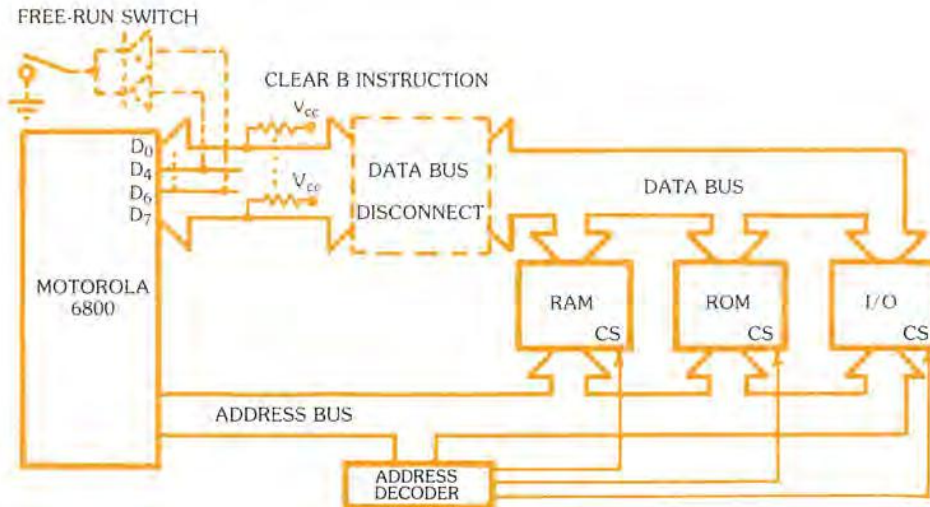 FREE-RUN SWITCH
CLEAR B INSTRUCTION
Vcc
D0
D4
D6
D7
Vcc
DATA BUS
DISCONNECT
DATA BUS
MOTOROLA
6800
RAM
CS
ROM
CS
I/O
CS
ADDRESS BUS
ADDRESS
DECODER